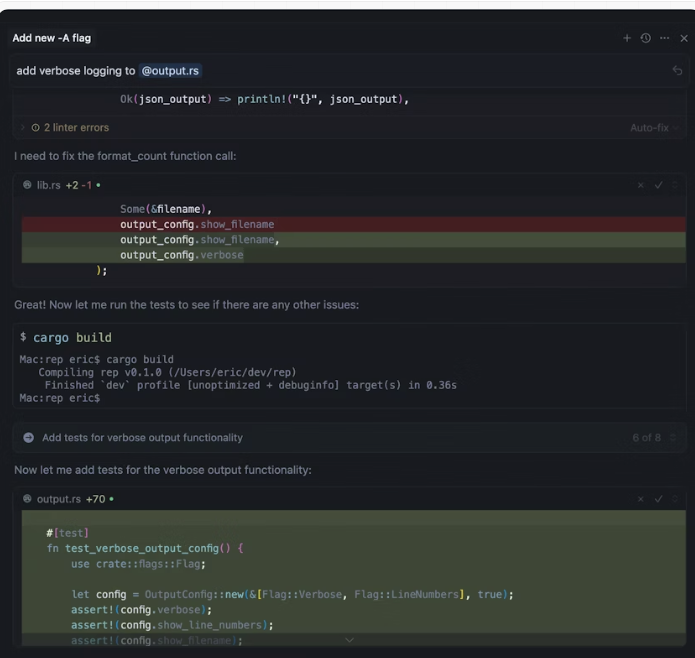 Add new -A flag
add verbose logging to @output.rs
Ok(json_output) => println!("{}", json_output),
2 linter errors
Auto-fix
I need to fix the format_count function call:
lib.rs +2 -1
Some(&filename),
output_config.show_filename
output_config.show_filename,
output_config.verbose
);
Great! Now let me run the tests to see if there are any other issues:
$ cargo build
Mac:rep eric$ cargo build
Compiling rep v0.1.0 (/Users/eric/dev/rep)
Finished `dev` profile [unoptimized + debuginfo] target(s) in 0.36s
Mac:rep eric$
Add tests for verbose output functionality
6 of 8
Now let me add tests for the verbose output functionality:
output.rs +70
#[test]
fn test_verbose_output_config() {
use crate::flags::Flag;
let config = OutputConfig::new(&[Flag::Verbose, Flag::LineNumbers], true);
assert!(config.verbose);
assert!(config.show_line_numbers);
assert!(config.show_filename);